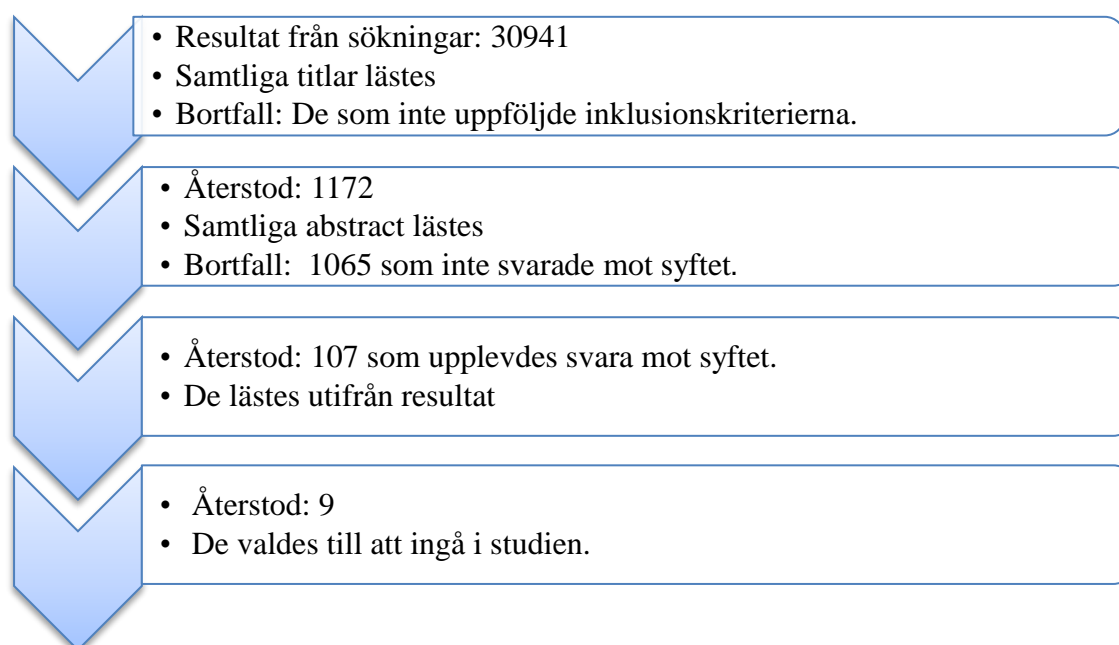 • Resultat från sökningar: 30941
• Samtliga titlar lästes
• Bortfall: De som inte uppföljde inklusionskriterierna.
• Återstod: 1172
• Samtliga abstract lästes
• Bortfall:  1065 som inte svarade mot syftet.
• Återstod: 107 som upplevdes svara mot syftet.
• De lästes utifrån resultat
• Återstod: 9
• De valdes till att ingå i studien.